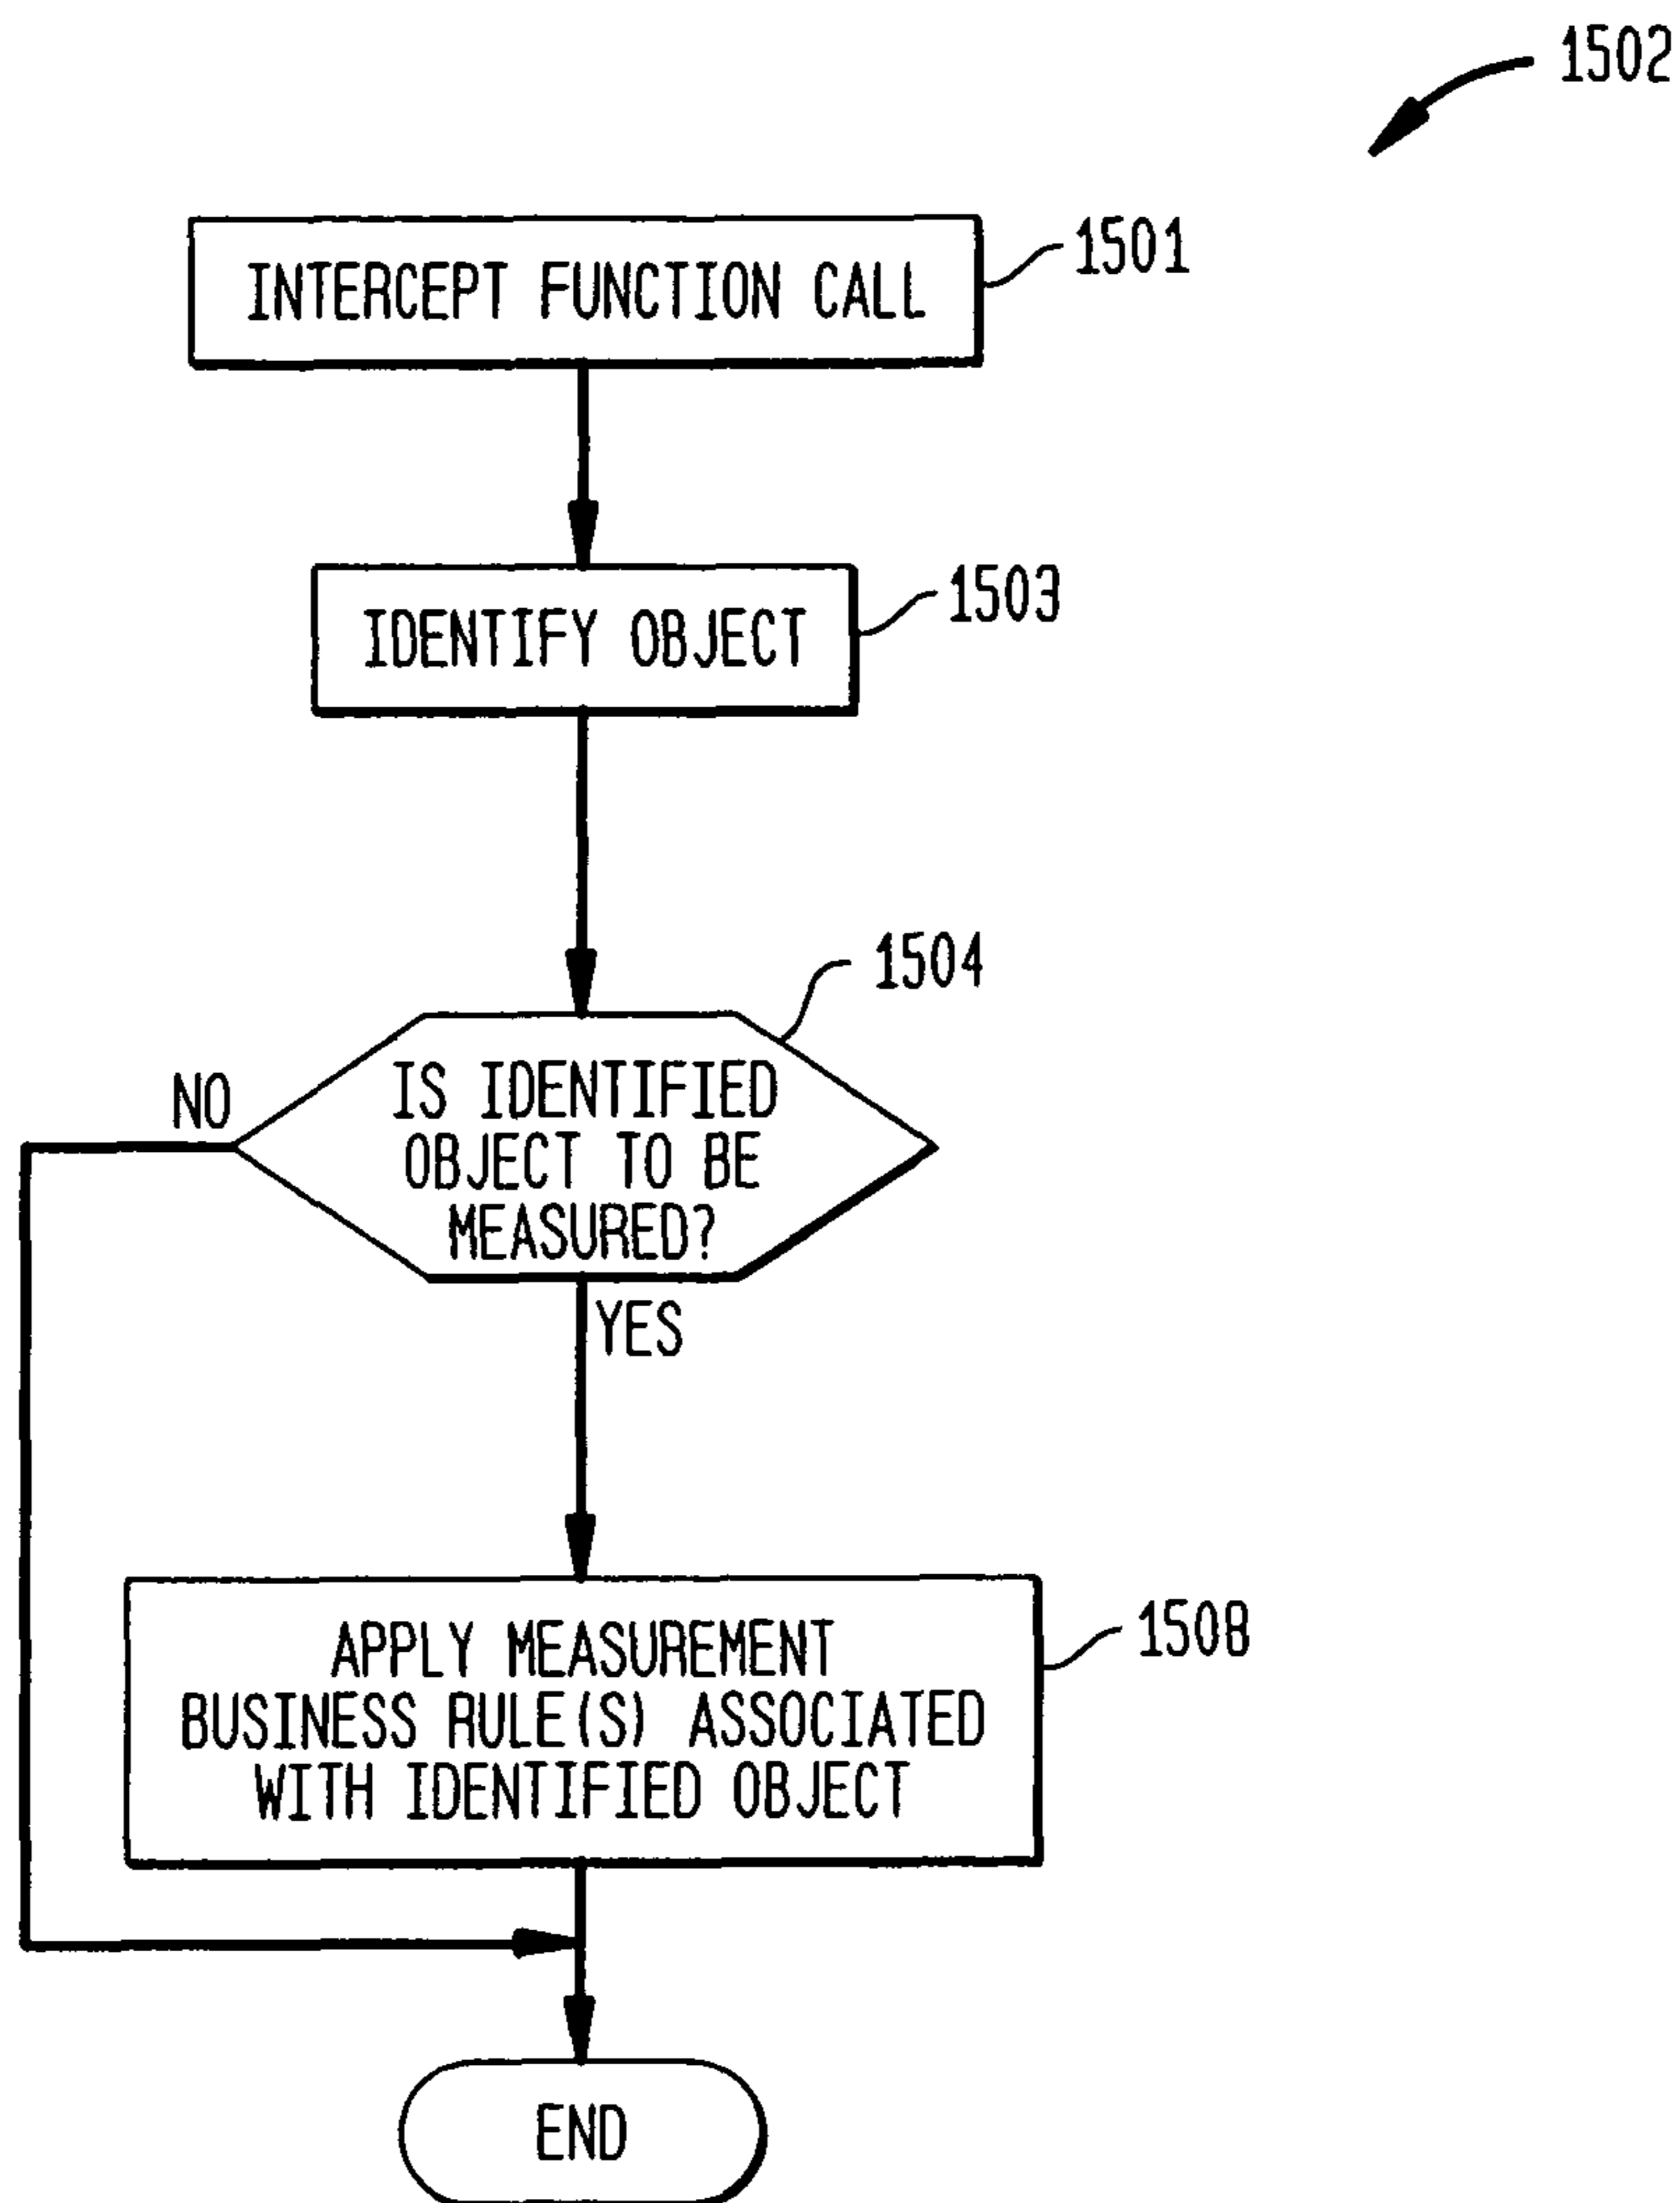 1502
INTERCEPT FUNCTION CALL
1501
IDENTIFY OBJECT
1503
1504
NO
IS IDENTIFIED
OBJECT TO BE
MEASURED?
YES
APPLY MEASUREMENT
BUSINESS RULE(S) ASSOCIATED
WITH IDENTIFIED OBJECT
1508
END